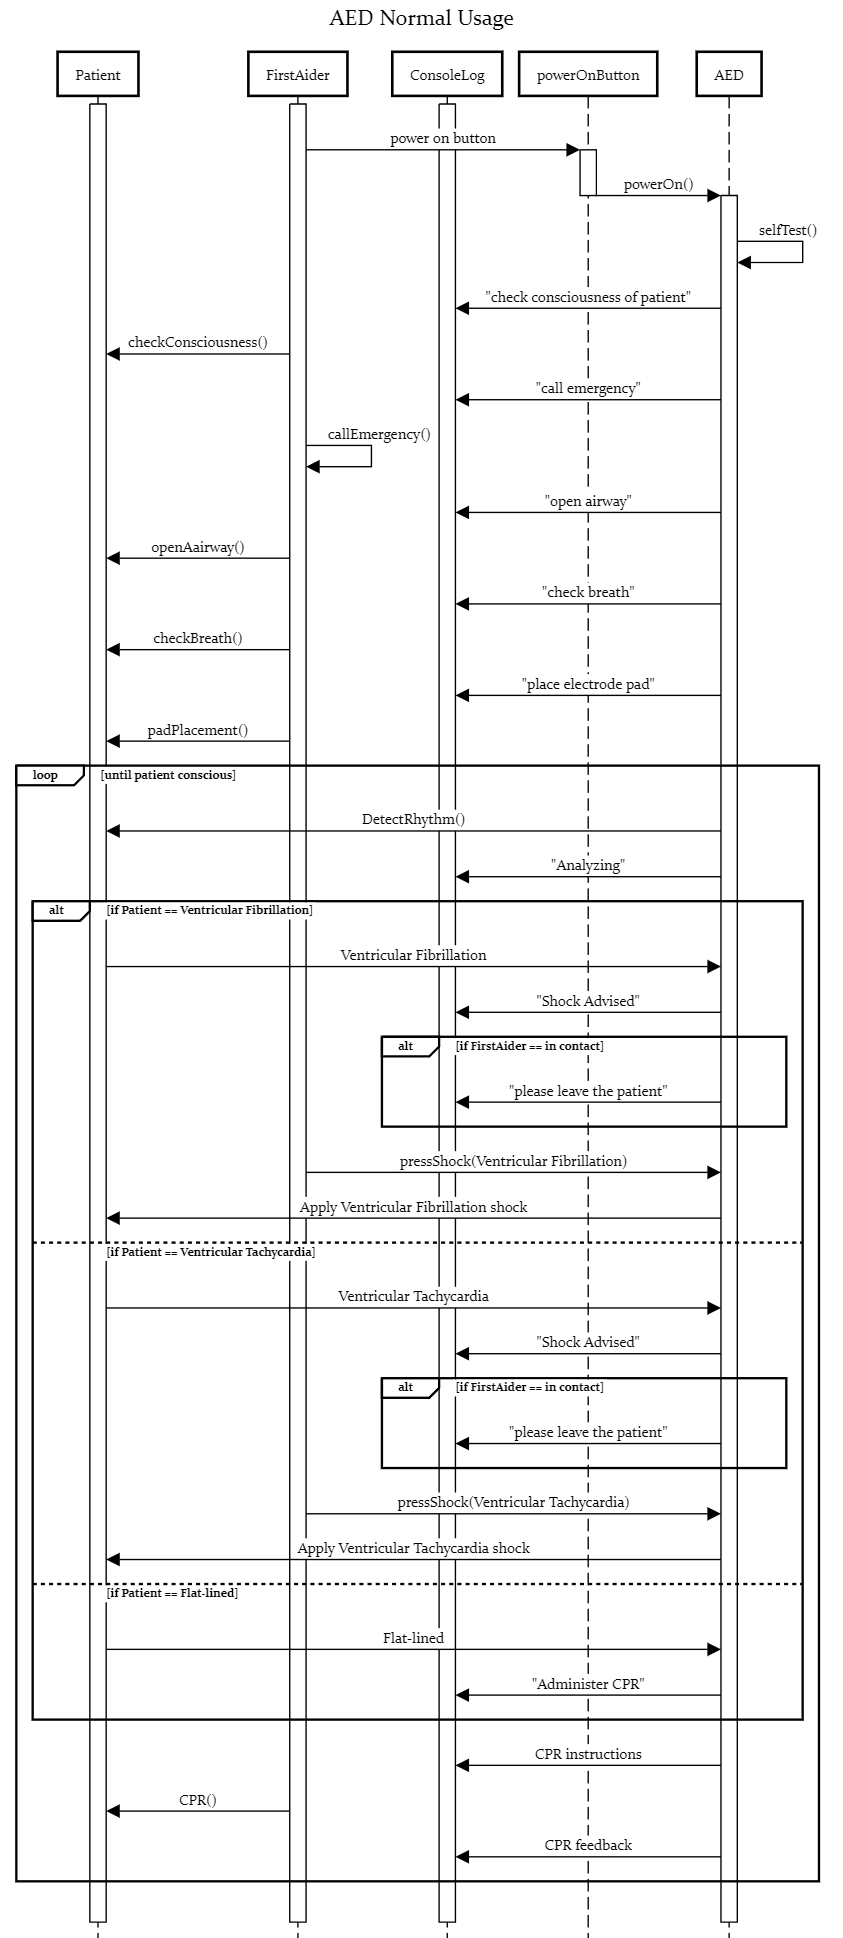 AED Normal Usage
Patient
FirstAider
ConsoleLog
powerOnButton
AED
power on button
powerOn()
selfTest()
"check consciousness of patient"
checkConsciousness()
"call emergency"
callEmergency()
"open airway"
openAairway()
"check breath"
checkBreath()
"place electrode pad"
padPlacement()
loop
[until patient conscious]
DetectRhythm()
"Analyzing"
alt
[if Patient == Ventricular Fibrillation]
Ventricular Fibrillation
"Shock Advised"
alt
[if FirstAider == in contact]
"please leave the patient"
pressShock(Ventricular Fibrillation)
Apply Ventricular Fibrillation shock
[if Patient == Ventricular Tachycardia]
Ventricular Tachycardia
"Shock Advised"
alt
[if FirstAider == in contact]
"please leave the patient"
pressShock(Ventricular Tachycardia)
Apply Ventricular Tachycardia shock
[if Patient == Flat-lined]
Flat-lined
"Administer CPR"
CPR instructions
CPR()
CPR feedback